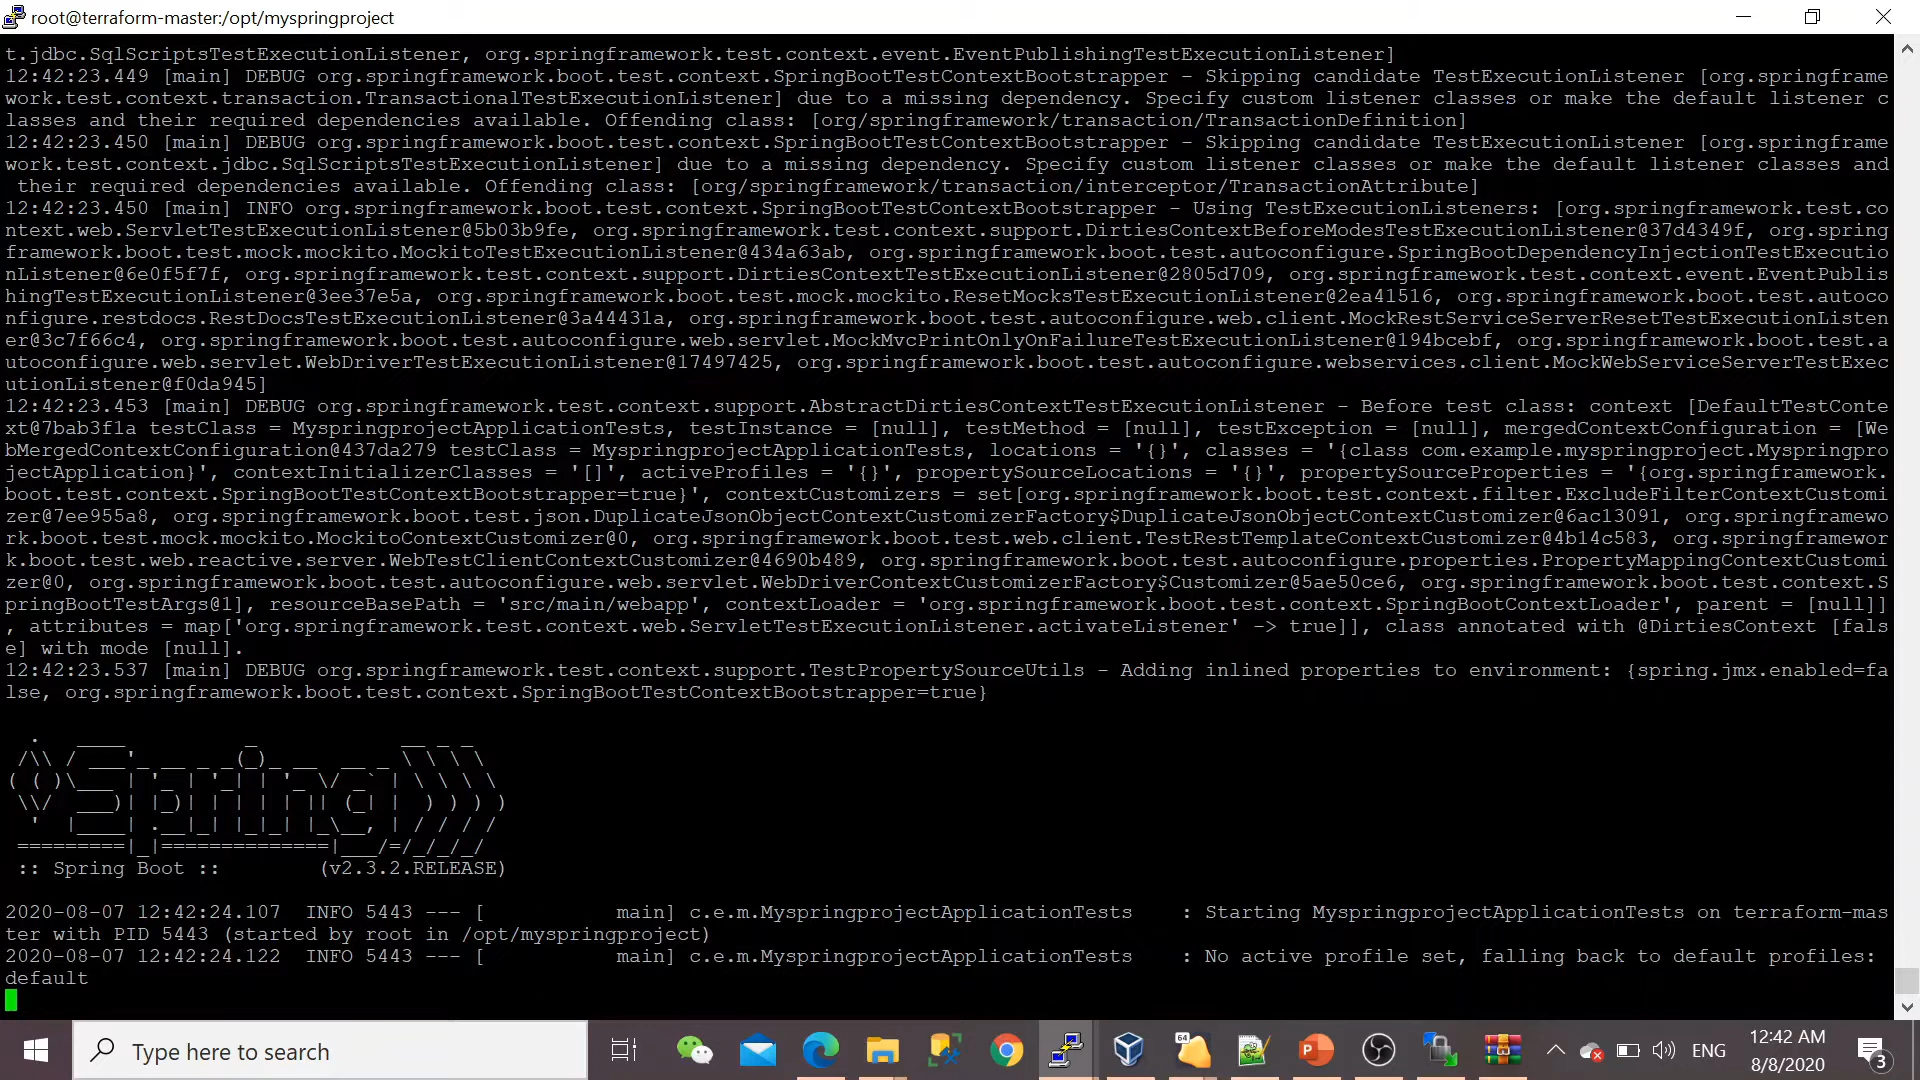 root@terraform-master:/opt/myspringproject
t.jdbc.SqlScriptsTestExecutionListener, org.springframework.test.context.event.EventPublishingTestExecutionListener]
12:42:23.449 [main] DEBUG org.springframework.boot.test.context.SpringBootTestContextBootstrapper - Skipping candidate TestExecutionListener [org.springframe
work.test.context.transaction.TransactionalTestExecutionListener] due to a missing dependency. Specify custom listener classes or make the default listener c
lasses and their required dependencies available. Offending class: [org/springframework/transaction/TransactionDefinition]
12:42:23.450 [main] DEBUG org.springframework.boot.test.context.SpringBootTestContextBootstrapper - Skipping candidate TestExecutionListener [org.springframe
work.test.context.jdbc.SqlScriptsTestExecutionListener] due to a missing dependency. Specify custom listener classes or make the default listener classes and
 their required dependencies available. Offending class: [org/springframework/transaction/interceptor/TransactionAttribute]
12:42:23.450 [main] INFO org.springframework.boot.test.context.SpringBootTestContextBootstrapper - Using TestExecutionListeners: [org.springframework.test.co
ntext.web.ServletTestExecutionListener@5b03b9fe, org.springframework.test.context.support.DirtiesContextBeforeModesTestExecutionListener@37d4349f, org.spring
framework.boot.test.mock.mockito.MockitoTestExecutionListener@434a63ab, org.springframework.boot.test.autoconfigure.SpringBootDependencyInjectionTestExecutio
nListener@6e0f5f7f, org.springframework.test.context.support.DirtiesContextTestExecutionListener@2805d709, org.springframework.test.context.event.EventPublis
hingTestExecutionListener@3ee37e5a, org.springframework.boot.test.mock.mockito.ResetMocksTestExecutionListener@2ea41516, org.springframework.boot.test.autoco
nfigure.restdocs.RestDocsTestExecutionListener@3a44431a, org.springframework.boot.test.autoconfigure.web.client.MockRestServiceServerResetTestExecutionListen
er@3c7f66c4, org.springframework.boot.test.autoconfigure.web.servlet.MockMvcPrintOnlyOnFailureTestExecutionListener@194bcebf, org.springframework.boot.test.a
utoconfigure.web.servlet.WebDriverTestExecutionListener@17497425, org.springframework.boot.test.autoconfigure.webservices.client.MockWebServiceServerTestExec
utionListener@f0da945]
12:42:23.453 [main] DEBUG org.springframework.test.context.support.AbstractDirtiesContextTestExecutionListener - Before test class: context [DefaultTestConte
xt@7bab3f1a testClass = MyspringprojectApplicationTests, testInstance = [null], testMethod = [null], testException = [null], mergedContextConfiguration = [We
bMergedContextConfiguration@437da279 testClass = MyspringprojectApplicationTests, locations = '{}', classes = '{class com.example.myspringproject.Myspringpro
jectApplication}', contextInitializerClasses = '[]', activeProfiles = '{}', propertySourceLocations = '{}', propertySourceProperties = '{org.springframework.
boot.test.context.SpringBootTestContextBootstrapper=true}', contextCustomizers = set[org.springframework.boot.test.context.filter.ExcludeFilterContextCustomi
zer@7ee955a8, org.springframework.boot.test.json.DuplicateJsonObjectContextCustomizerFactory$DuplicateJsonObjectContextCustomizer@6ac13091, org.springframewo
rk.boot.test.mock.mockito.MockitoContextCustomizer@0, org.springframework.boot.test.web.client.TestRestTemplateContextCustomizer@4b14c583, org.springframewor
k.boot.test.web.reactive.server.WebTestClientContextCustomizer@4690b489, org.springframework.boot.test.autoconfigure.properties.PropertyMappingContextCustomi
zer@0, org.springframework.boot.test.autoconfigure.web.servlet.WebDriverContextCustomizerFactory$Customizer@5ae50ce6, org.springframework.boot.test.context.S
pringBootTestArgs@1], resourceBasePath = 'src/main/webapp', contextLoader = 'org.springframework.boot.test.context.SpringBootContextLoader', parent = [null]]
, attributes = map['org.springframework.test.context.web.ServletTestExecutionListener.activateListener' -> true]], class annotated with @DirtiesContext [fals
e] with mode [null].
12:42:23.537 [main] DEBUG org.springframework.test.context.support.TestPropertySourceUtils - Adding inlined properties to environment: {spring.jmx.enabled=fa
lse, org.springframework.boot.test.context.SpringBootTestContextBootstrapper=true}
Spring
:: Spring Boot ::        (v2.3.2.RELEASE)
2020-08-07 12:42:24.107  INFO 5443 --- [           main] c.e.m.MyspringprojectApplicationTests    : Starting MyspringprojectApplicationTests on terraform-mas
ter with PID 5443 (started by root in /opt/myspringproject)
2020-08-07 12:42:24.122  INFO 5443 --- [           main] c.e.m.MyspringprojectApplicationTests    : No active profile set, falling back to default profiles:
default
Type here to search
64
P
ENG
12:42 AM
8/8/2020
3